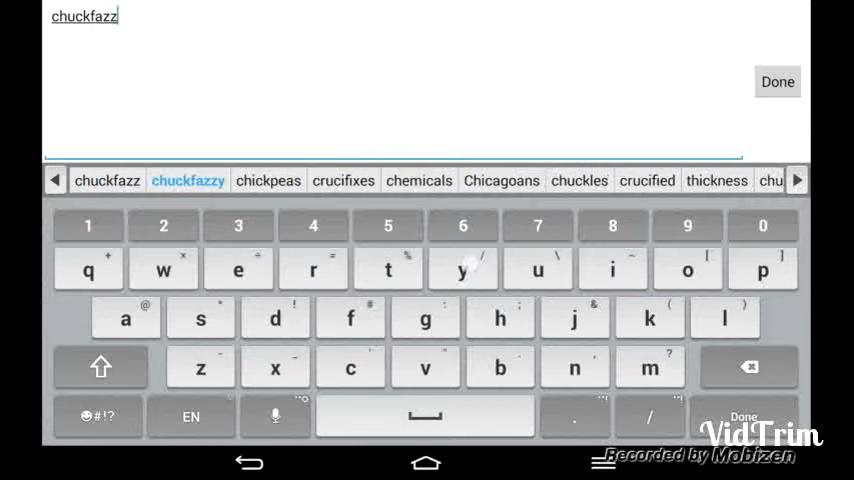 chuckfazz
Done
chuckfazz chuckfazzy chickpeas crucifixes chemicals Chicagoans chuckles crucified thickness chu
1 2 3 4 5 6 7 8 9 0
+ × ÷ = % / \ ~ [ ]
q w e r t y u i o p
@ * ! # : ; & ( )
a s d f g h j k l
- _ ' " . , ?
z x c v b n m
#!? EN . / Done
VidTrim
Recorded by Mobizen